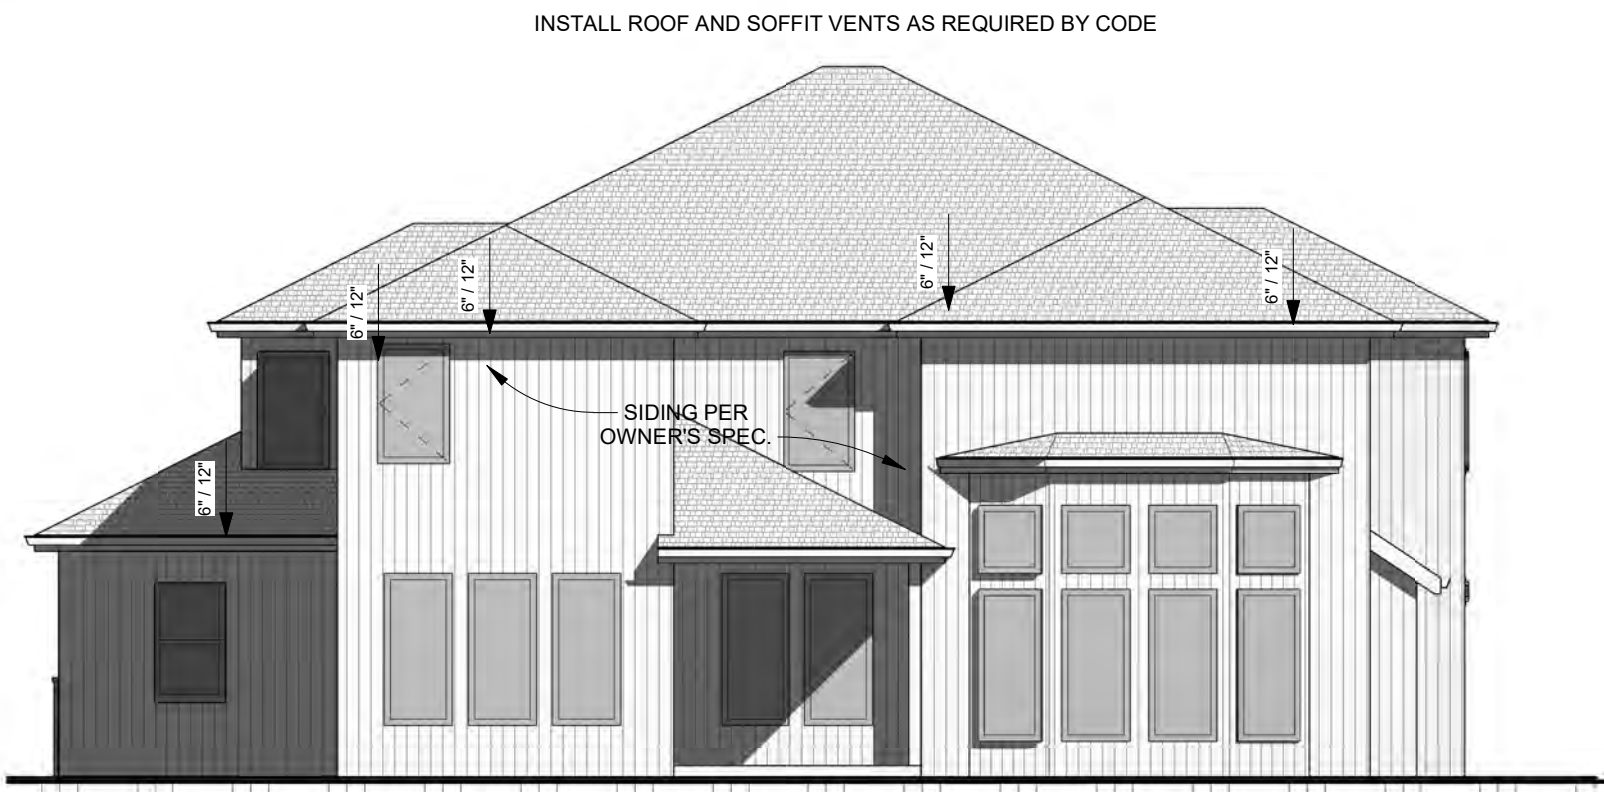 INSTALL ROOF AND SOFFIT VENTS AS REQUIRED BY CODE
6" / 12"
6" / 12"
6" / 12"
6" / 12"
SIDING PER
OWNER'S SPEC.
6" / 12"